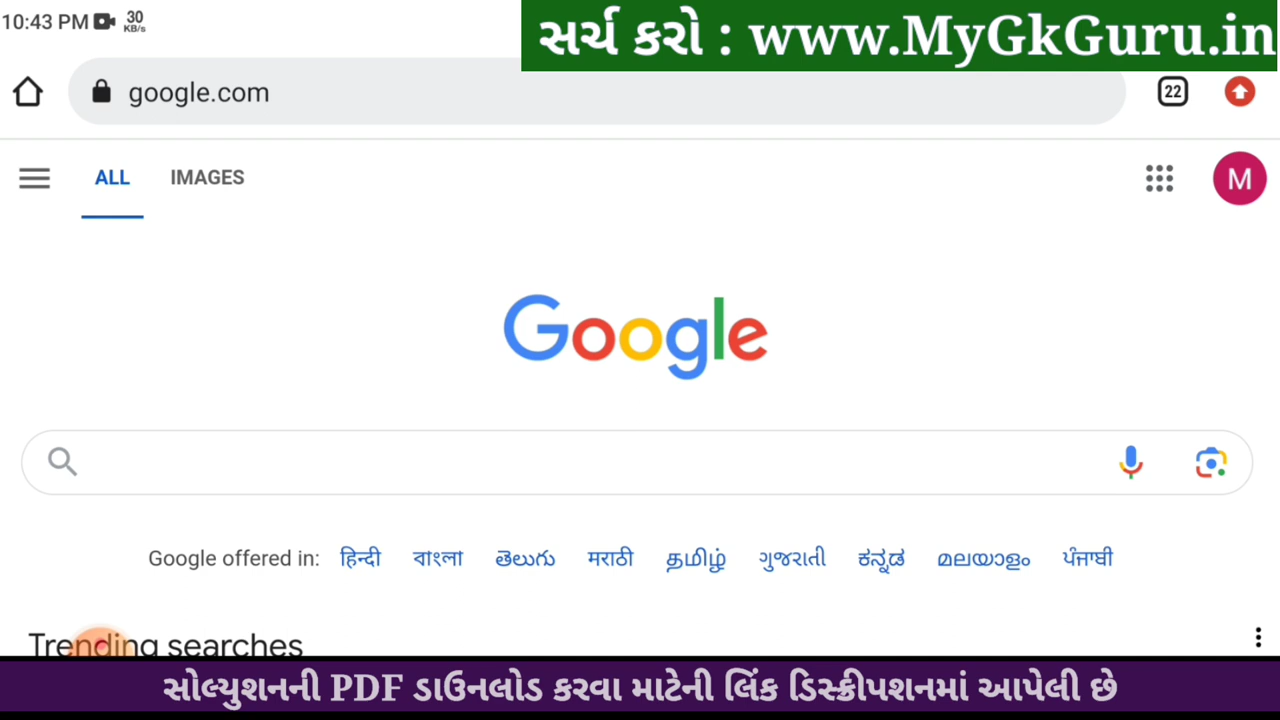 10:43 PM 30 KB/s
સર્ચ કરો : www.MyGkGuru.in
google.com
22
ALL IMAGES
M
Google
Google offered in: हिन्दी বাংলা తెలుగు मराठी தமிழ் ગુજરાતી ಕನ್ನಡ മലയാളം ਪੰਜਾਬੀ
Trending searches
સોલ્યુશનની PDF ડાઉનલોડ કરવા માટેની લિંક ડિસ્ક્રીપશનમાં આપેલી છે